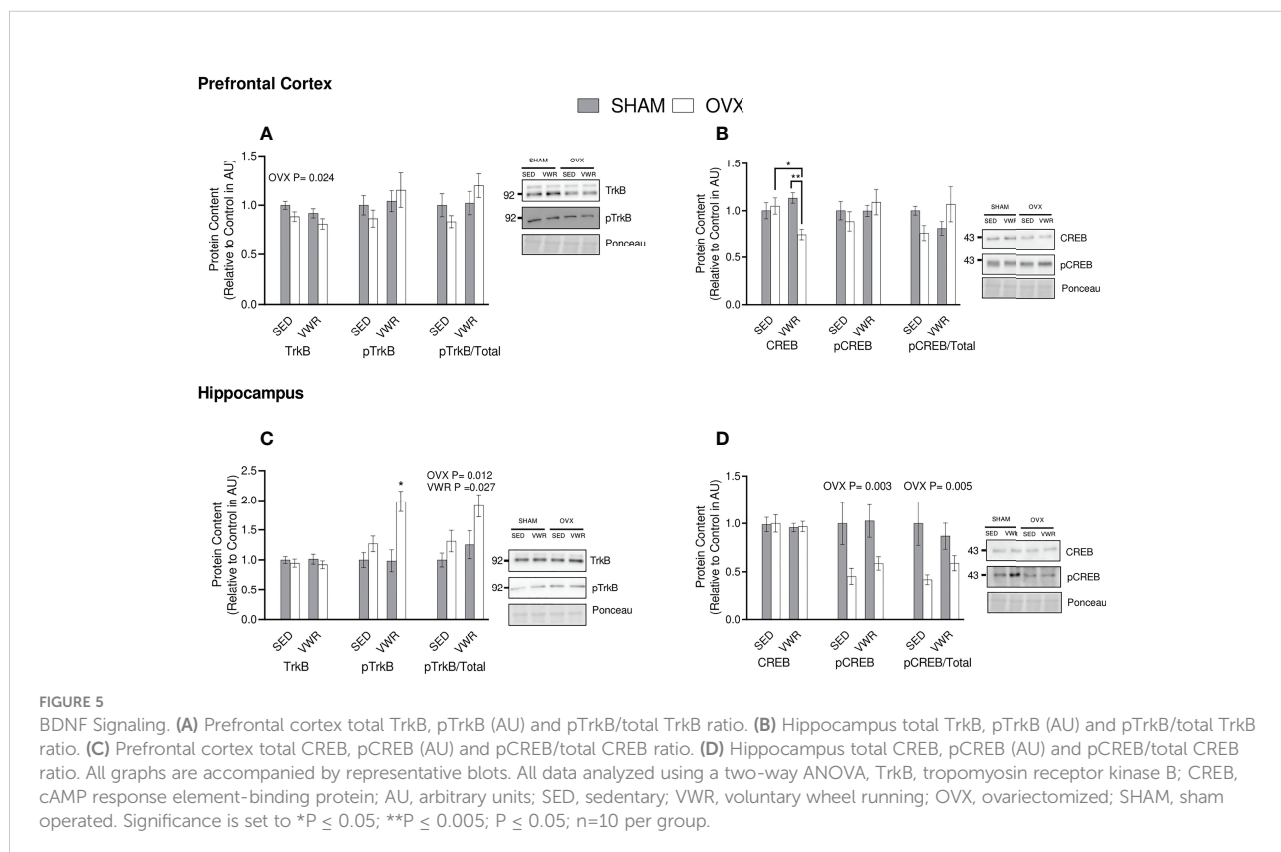 Prefrontal Cortex
SHAM OVX
A
Protein Content
(Relative to Control in AU)
1.5
1.0
0.5
0.0
OVX P= 0.024
SED
VWR
SED
VWR
SED
VWR
TrkB
pTrkB
pTrkB/Total
SHAM OVX
SED VWR SED VWR
92
TrkB
92
pTrkB
Ponceau
B
Protein Content
(Relative to Control in AU)
1.5
1.0
0.5
0.0
*
**
SED
VWR
SED
VWR
SED
VWR
CREB
pCREB
pCREB/Total
SHAM OVX
SED VWF SED VWR
43
CREB
43
pCREB
Ponceau
Hippocampus
C
Protein Content
(Relative to Control in AU)
2.5
2.0
1.5
1.0
0.5
0.0
*
OVX P= 0.012
VWR P =0.027
SED
VWR
SED
VWR
SED
VWR
TrkB
pTrkB
pTrkB/Total
SHAM OVX
SED VWR SED VWR
92
TrkB
92
pTrkB
Ponceau
D
Protein Content
(Relative to Control in AU)
1.5
1.0
0.5
0.0
OVX P= 0.003
OVX P= 0.005
SED
VWR
SED
VWR
SED
VWR
CREB
pCREB
pCREB/Total
SHAM OVX
SED VWR SED VWR
43
CREB
43
pCREB
Ponceau
FIGURE 5
BDNF Signaling. (A) Prefrontal cortex total TrkB, pTrkB (AU) and pTrkB/total TrkB ratio. (B) Hippocampus total TrkB, pTrkB (AU) and pTrkB/total TrkB
ratio. (C) Prefrontal cortex total CREB, pCREB (AU) and pCREB/total CREB ratio. (D) Hippocampus total CREB, pCREB (AU) and pCREB/total CREB
ratio. All graphs are accompanied by representative blots. All data analyzed using a two-way ANOVA, TrkB, tropomyosin receptor kinase B; CREB,
cAMP response element-binding protein; AU, arbitrary units; SED, sedentary; VWR, voluntary wheel running; OVX, ovariectomized; SHAM, sham
operated. Significance is set to *P ≤ 0.05; **P ≤ 0.005; P ≤ 0.05; n=10 per group.